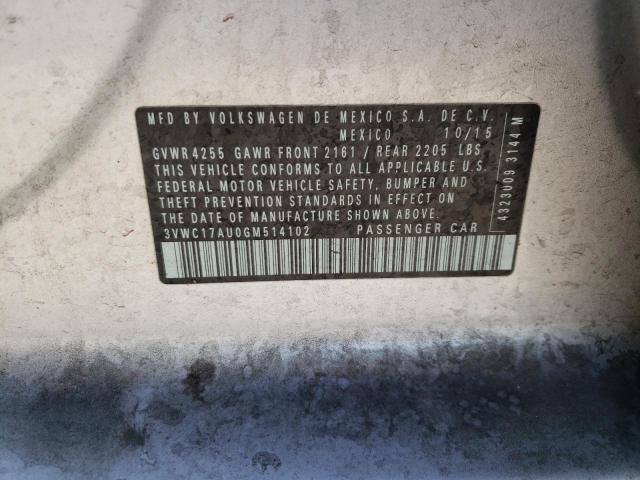 MFD BY VOLKSWAGEN DE MEXICO S.A. DE C.V.
MEXICO 10/15
GVWR 4255 GAWR FRONT 2161 / REAR 2205 LBS
THIS VEHICLE CONFORMS TO ALL APPLICABLE U.S.
FEDERAL MOTOR VEHICLE SAFETY, BUMPER AND
THEFT PREVENTION STANDARDS IN EFFECT ON
THE DATE OF MANUFACTURE SHOWN ABOVE.
3VWC17AU0GM514102 PASSENGER CAR
4323U09 3144 M